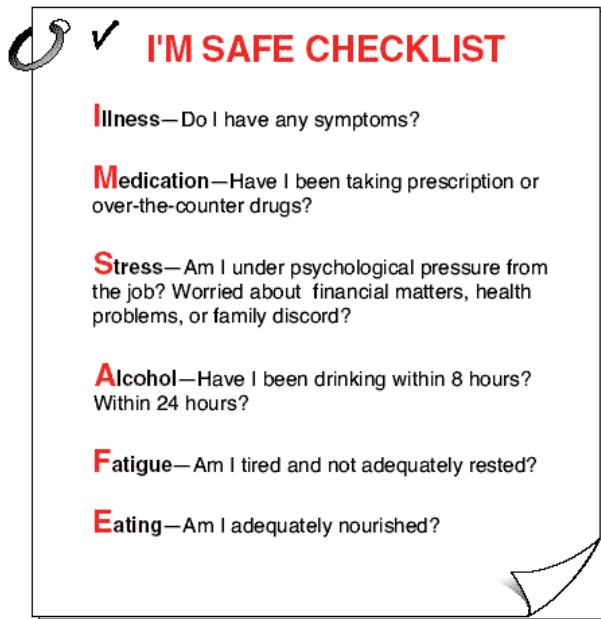 I'M SAFE CHECKLIST
Illness—Do I have any symptoms?
Medication—Have I been taking prescription or
over-the-counter drugs?
Stress—Am I under psychological pressure from
the job? Worried about financial matters, health
problems, or family discord?
Alcohol—Have I been drinking within 8 hours?
Within 24 hours?
Fatigue—Am I tired and not adequately rested?
Eating—Am I adequately nourished?